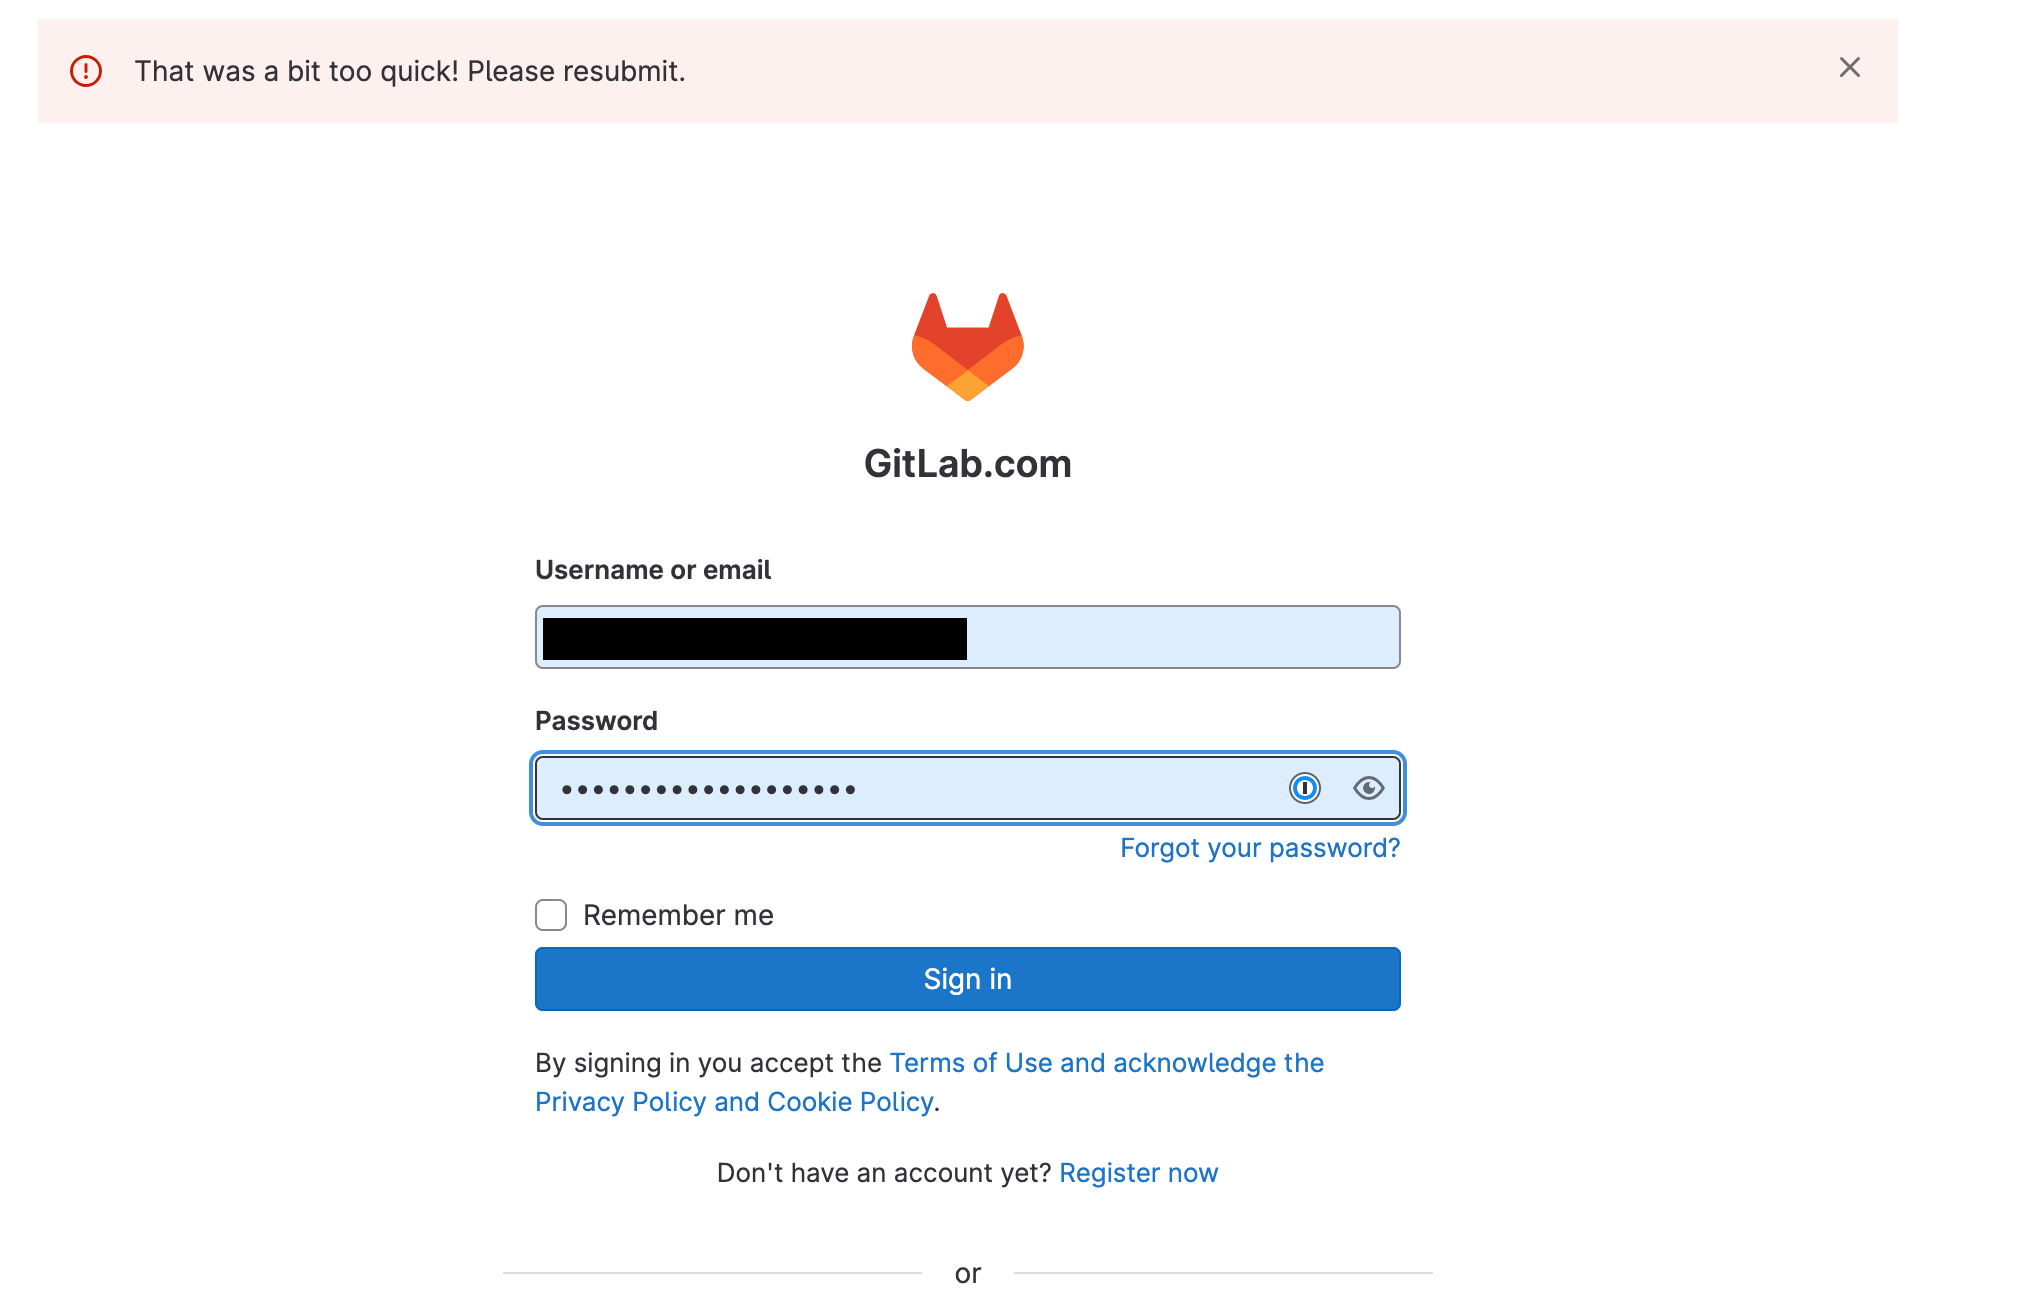 That was a bit too quick! Please resubmit.
GitLab.com
Username or email
Password
Forgot your password?
Remember me
Sign in
By signing in you accept the Terms of Use and acknowledge the
Privacy Policy and Cookie Policy.
Don't have an account yet? Register now
or